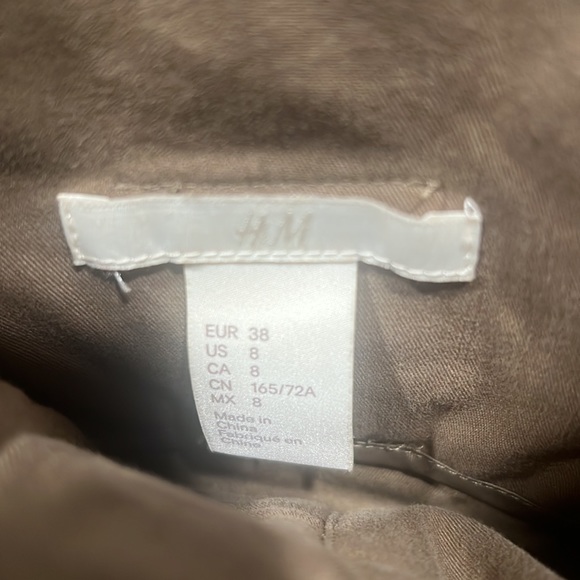 H&M
EUR 38
US 8
CA 8
CN 165/72A
MX 8
Made in
China
Fabriqué en
Chine